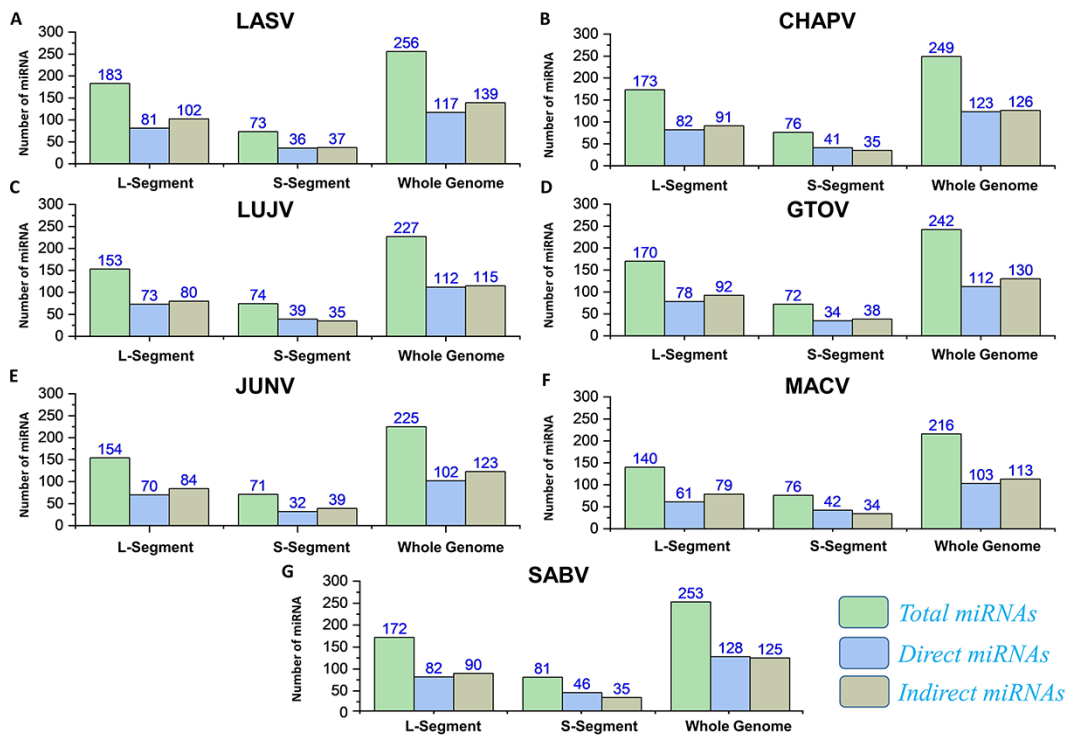 A
LASV
Number of miRNA
300
250
200
150
100
50
0
183
81
102
73
36
37
256
117
139
L-Segment
S-Segment
Whole Genome
B
CHAPV
Number of miRNA
300
250
200
150
100
50
0
173
82
91
76
41
35
249
123
126
L-Segment
S-Segment
Whole Genome
C
LUJV
Number of miRNA
300
250
200
150
100
50
0
153
73
80
74
39
35
227
112
115
L-Segment
S-Segment
Whole Genome
D
GTOV
Number of miRNA
300
250
200
150
100
50
0
170
78
92
72
34
38
242
112
130
L-Segment
S-Segment
Whole Genome
E
JUNV
Number of miRNA
300
250
200
150
100
50
0
154
70
84
71
32
39
225
102
123
L-Segment
S-Segment
Whole Genome
F
MACV
Number of miRNA
300
250
200
150
100
50
0
140
61
79
76
42
34
216
103
113
L-Segment
S-Segment
Whole Genome
G
SABV
Number of miRNA
300
250
200
150
100
50
0
172
82
90
81
46
35
253
128
125
L-Segment
S-Segment
Whole Genome
Total miRNAs
Direct miRNAs
Indirect miRNAs